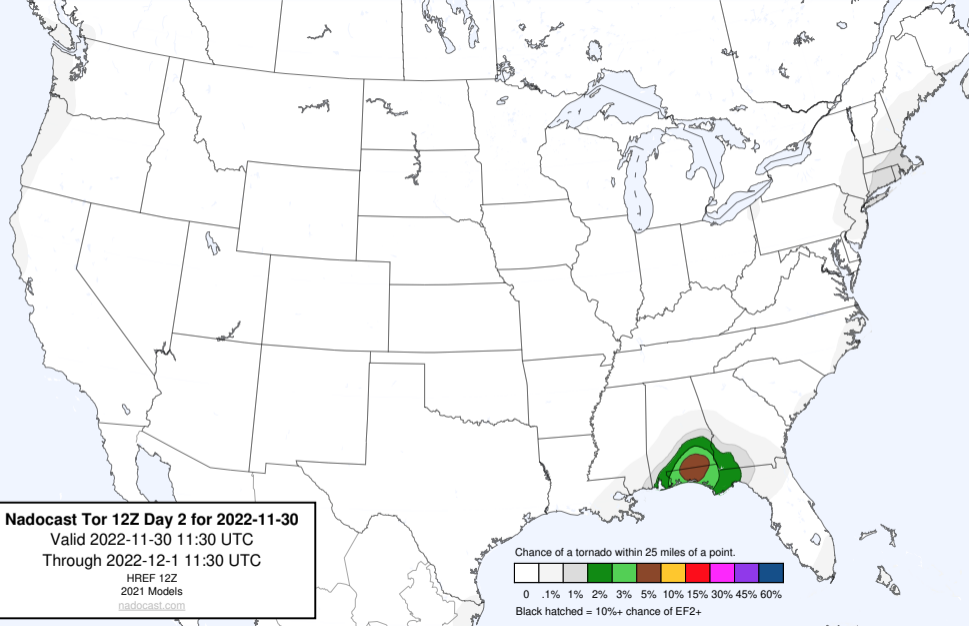 Nadocast Tor 12Z Day 2 for 2022-11-30
Valid 2022-11-30 11:30 UTC
Through 2022-12-1 11:30 UTC
HREF 12Z
2021 Models
nadocast.com
Chance of a tornado within 25 miles of a point.
0 .1% 1% 2% 3% 5% 10% 15% 30% 45% 60%
Black hatched = 10%+ chance of EF2+